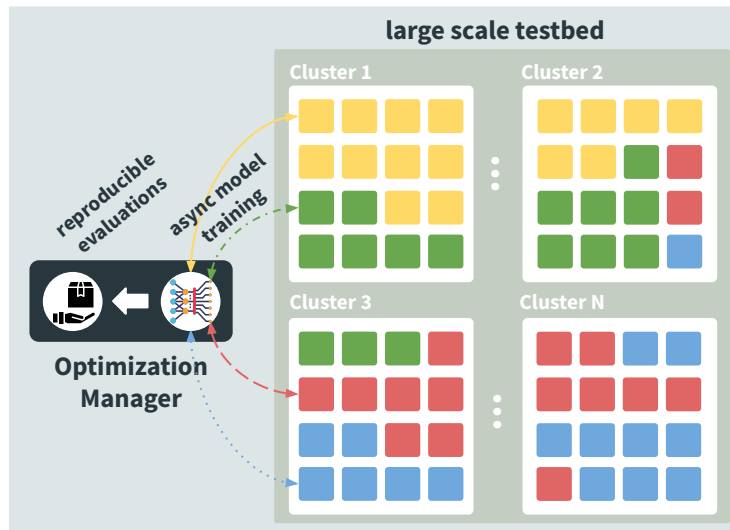 large scale testbed
Cluster 1
Cluster 2
reproducible
evaluations
async model
training
Cluster 3
Cluster N
Optimization
Manager